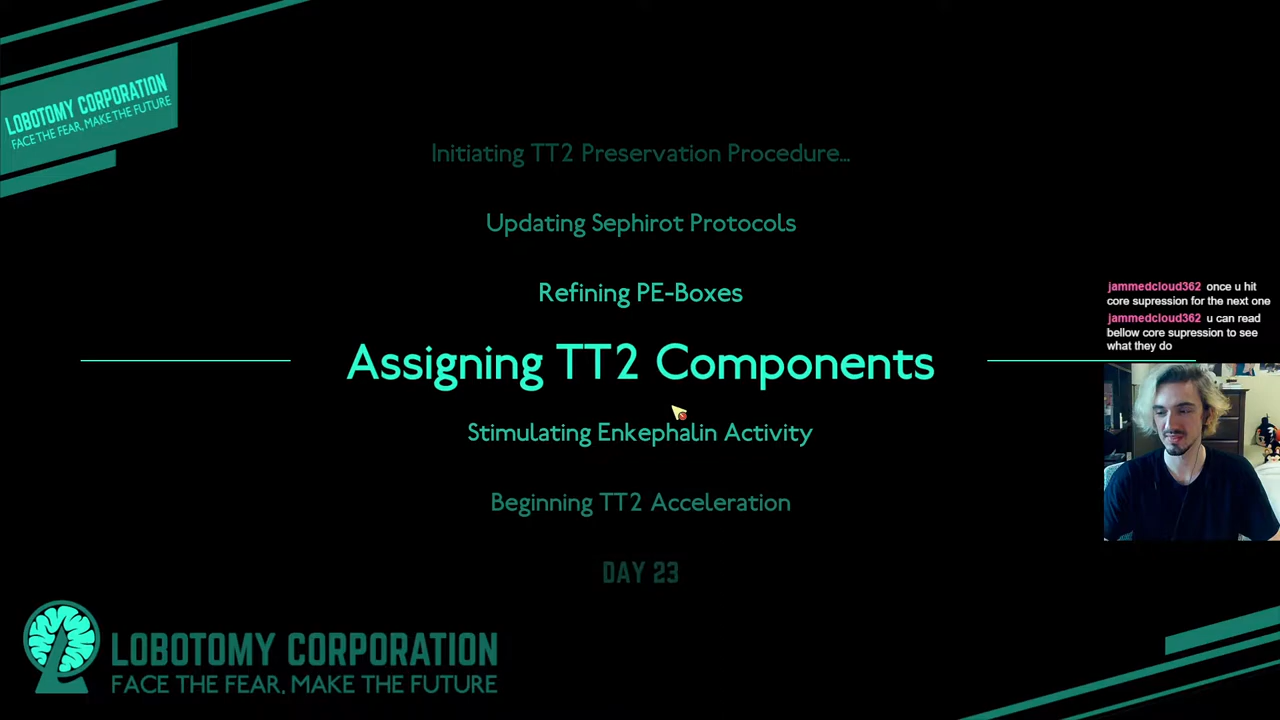 LOBOTOMY CORPORATION
FACE THE FEAR, MAKE THE FUTURE
Initiating TT2 Preservation Procedure...
Updating Sephirot Protocols
Refining PE-Boxes
Assigning TT2 Components
Stimulating Enkephalin Activity
Beginning TT2 Acceleration
DAY 23
jammedcloud362 once u hit
core supression for the next one
jammedcloud362 u can read
bellow core supression to see
what they do
LOBOTOMY CORPORATION
FACE THE FEAR, MAKE THE FUTURE